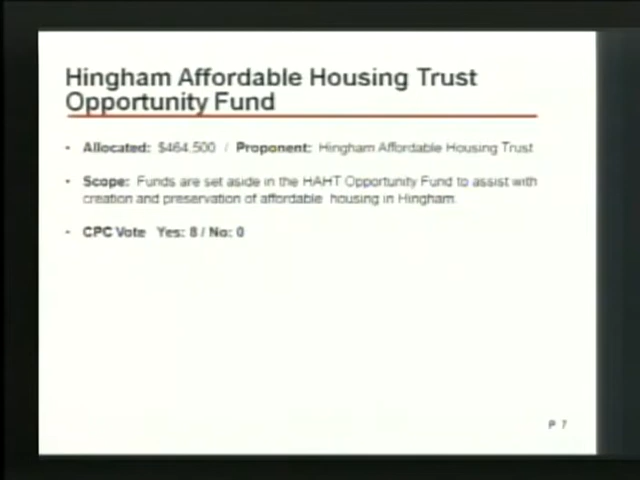 Hingham Affordable Housing Trust
Opportunity Fund
• Allocated: $464,500 / Proponent: Hingham Affordable Housing Trust
• Scope: Funds are set aside in the HAHT Opportunity Fund to assist with
creation and preservation of affordable housing in Hingham.
• CPC Vote Yes: 8 / No: 0
P 7